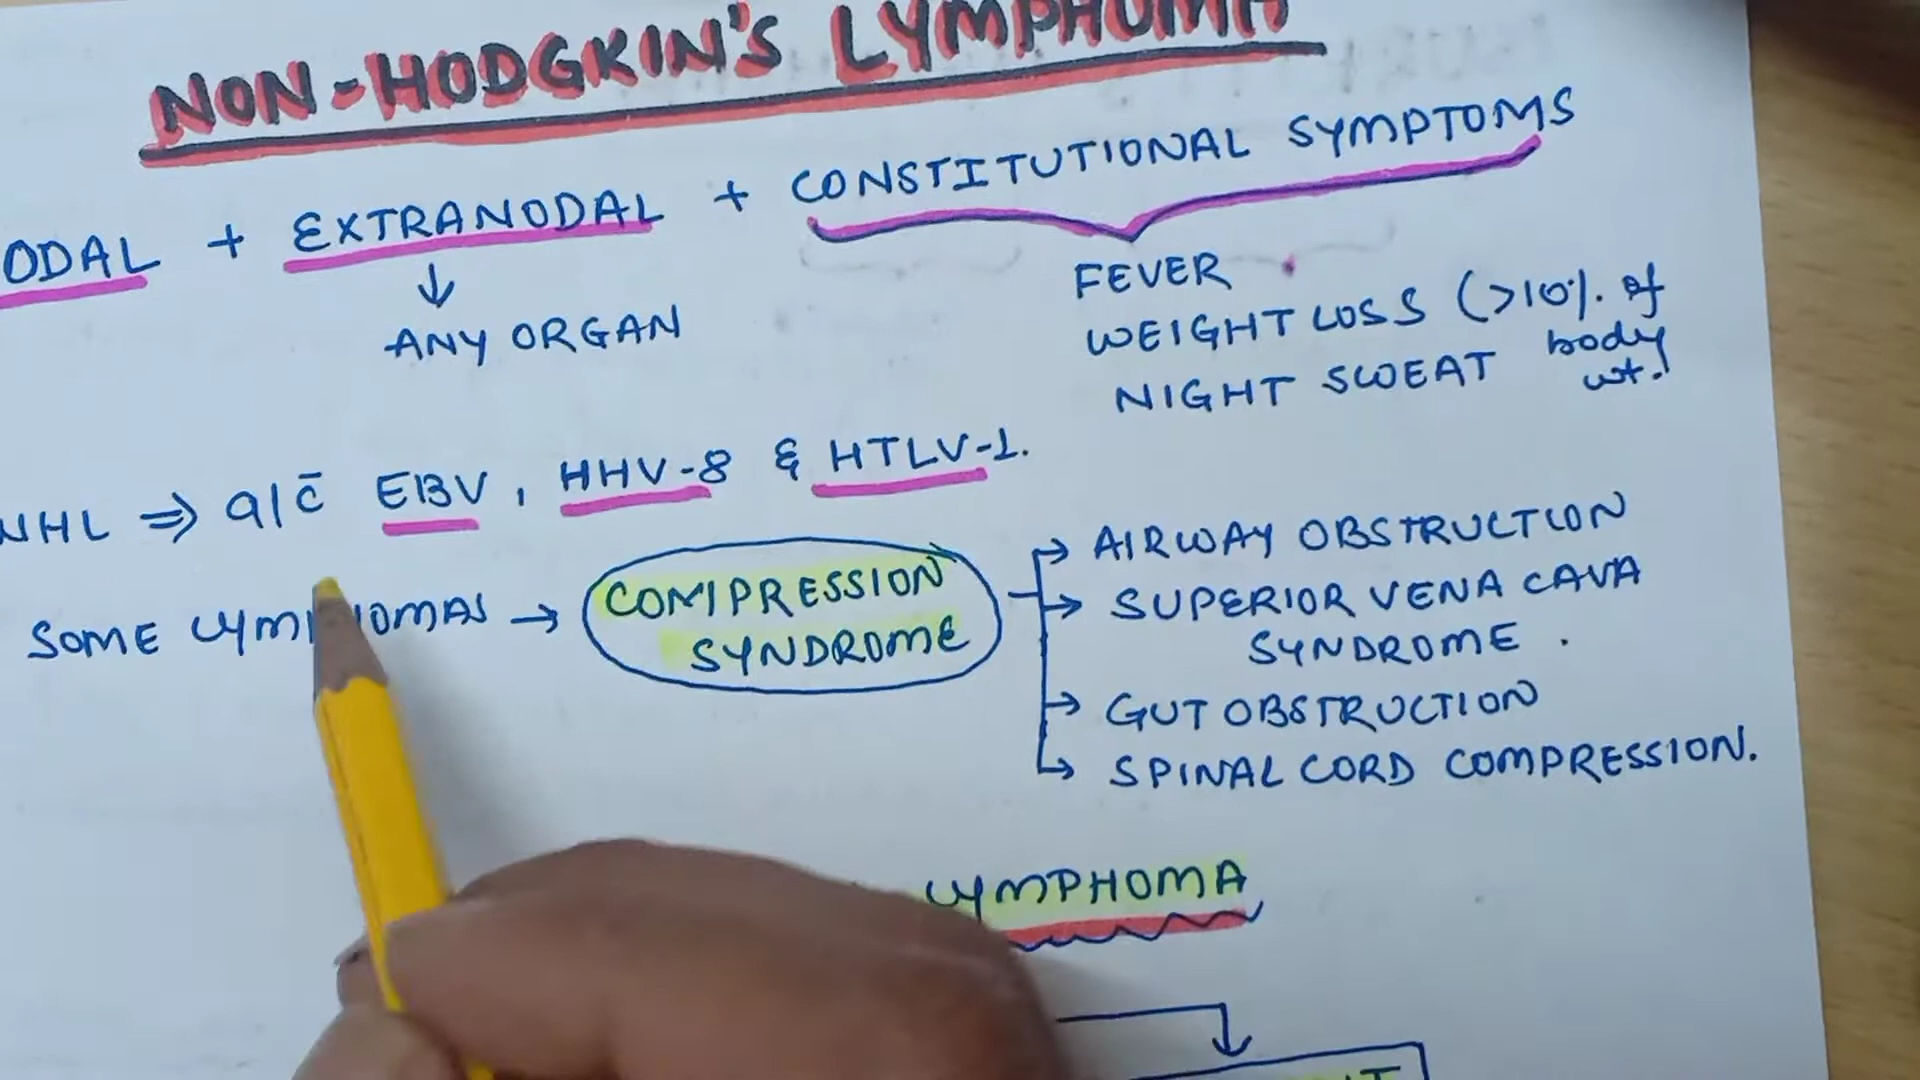 NON-HODGKIN'S LYMPHOMA
ODAL + EXTRANODAL + CONSTITUTIONAL SYMPTOMS
↓
ANY ORGAN
FEVER
WEIGHT LOSS (>10% of body wt.
NIGHT SWEAT
NHL ⇒ a/c̄ EBV, HHV-8 & HTLV-1.
SOME LYMPHOMAS → COMPRESSION SYNDROME
→ AIRWAY OBSTRUCTION
→ SUPERIOR VENA CAVA
SYNDROME.
→ GUT OBSTRUCTION
→ SPINAL CORD COMPRESSION.
LYMPHOMA